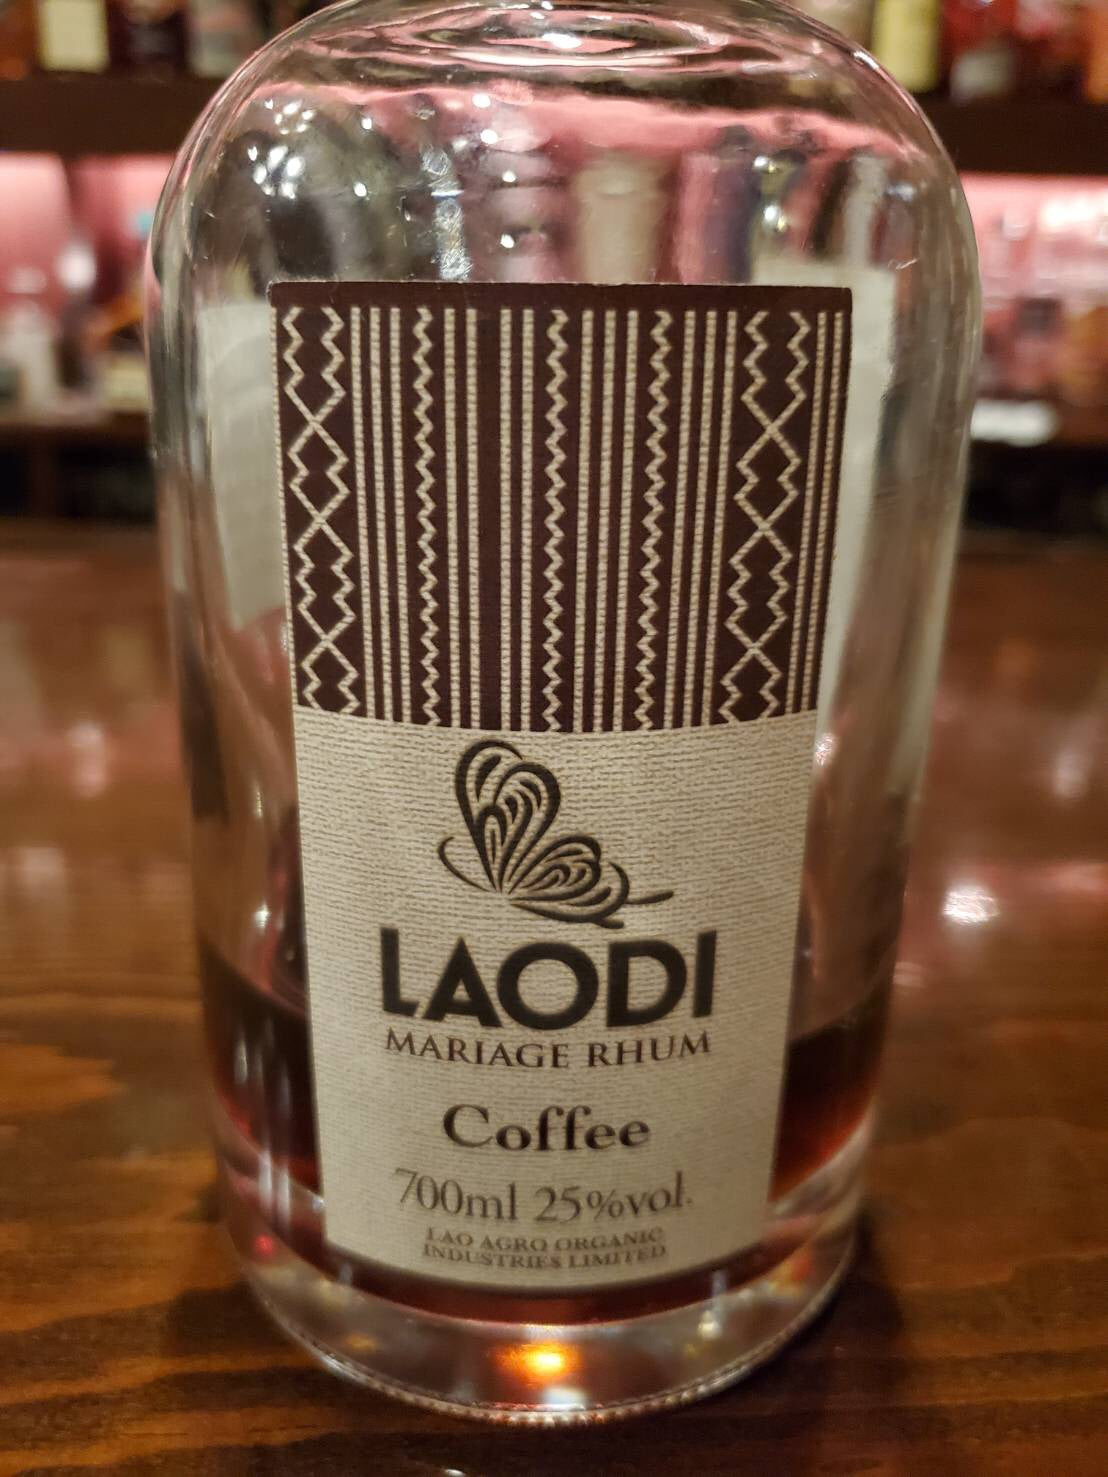 LAODI
MARIAGE RHUM
Coffee
700ml 25%vol.
LAO AGRO ORGANIC
INDUSTRIES LIMITED